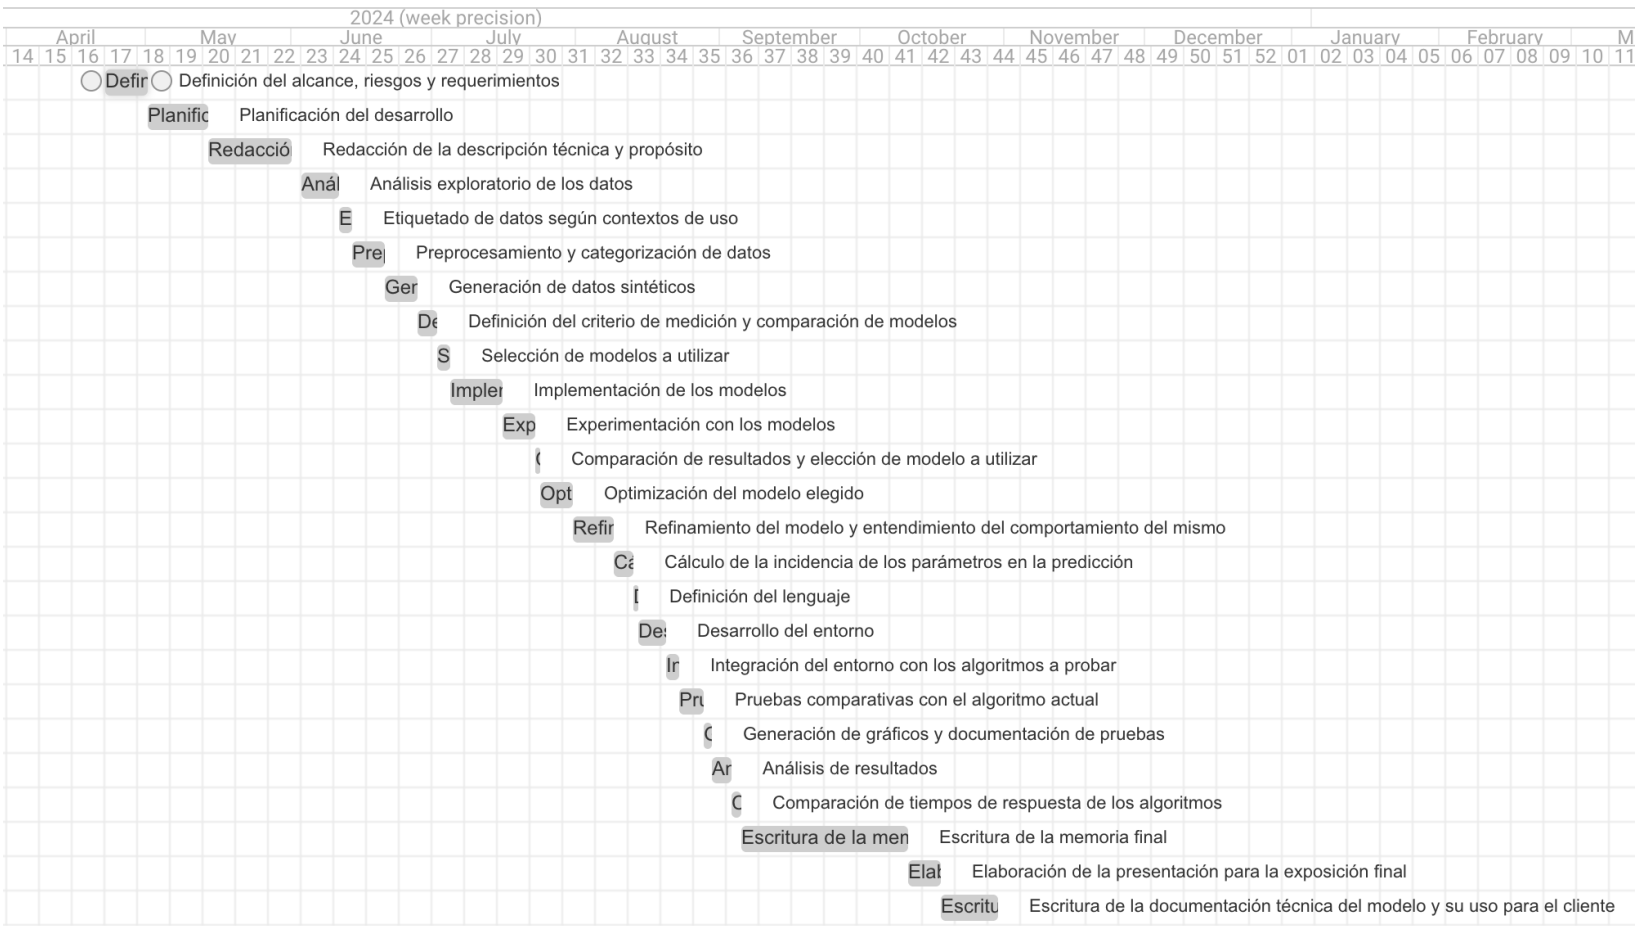 2024 (week precision)
April May June July August September October November December January February M
14 15 16 17 18 19 20 21 22 23 24 25 26 27 28 29 30 31 32 33 34 35 36 37 38 39 40 41 42 43 44 45 46 47 48 49 50 51 52 01 02 03 04 05 06 07 08 09 10 11
Defir Definición del alcance, riesgos y requerimientos
Planific Planificación del desarrollo
Redacció Redacción de la descripción técnica y propósito
Anál Análisis exploratorio de los datos
E Etiquetado de datos según contextos de uso
Pre Preprocesamiento y categorización de datos
Ger Generación de datos sintéticos
De Definición del criterio de medición y comparación de modelos
S Selección de modelos a utilizar
Impler Implementación de los modelos
Exp Experimentación con los modelos
Comparación de resultados y elección de modelo a utilizar
Opt Optimización del modelo elegido
Refir Refinamiento del modelo y entendimiento del comportamiento del mismo
Cá Cálculo de la incidencia de los parámetros en la predicción
Definición del lenguaje
Des Desarrollo del entorno
Ir Integración del entorno con los algoritmos a probar
Pru Pruebas comparativas con el algoritmo actual
Generación de gráficos y documentación de pruebas
Ar Análisis de resultados
C Comparación de tiempos de respuesta de los algoritmos
Escritura de la mem Escritura de la memoria final
Elab Elaboración de la presentación para la exposición final
Escritu Escritura de la documentación técnica del modelo y su uso para el cliente